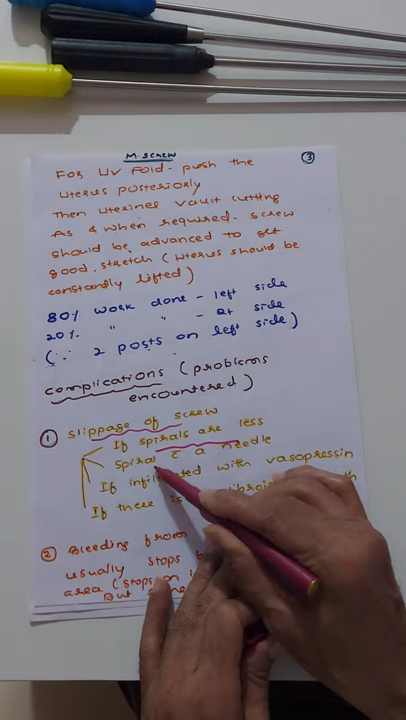 M. screw
③
For UV Fold - push the
Uterus posteriorly
Then Uterines vault cutting
As & when required - screw
should be advanced to get
good. stretch (Uterus should be
constantly lifted)
80% work done - left side
20% " " - Rt side
(∵ 2 ports on left side)
complications (problems
encountered)
① Slippage of screw
If spirals are less
Spiral c̄ a needle
If with vasopressin
If there is
② Bleeding from
usually stops
area (stops on
But